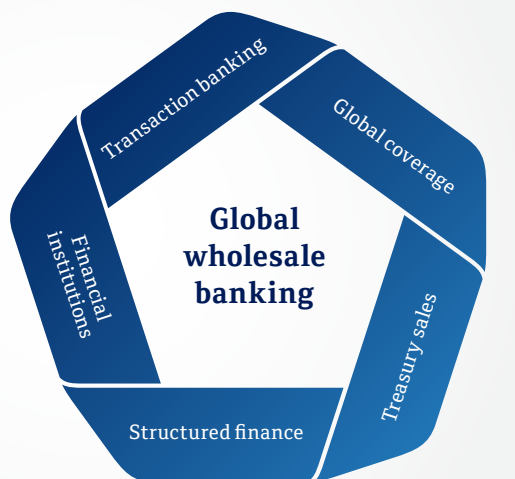 Transaction banking
Global coverage
Global
wholesale
banking
Financial
institutions
Treasury sales
Structured finance